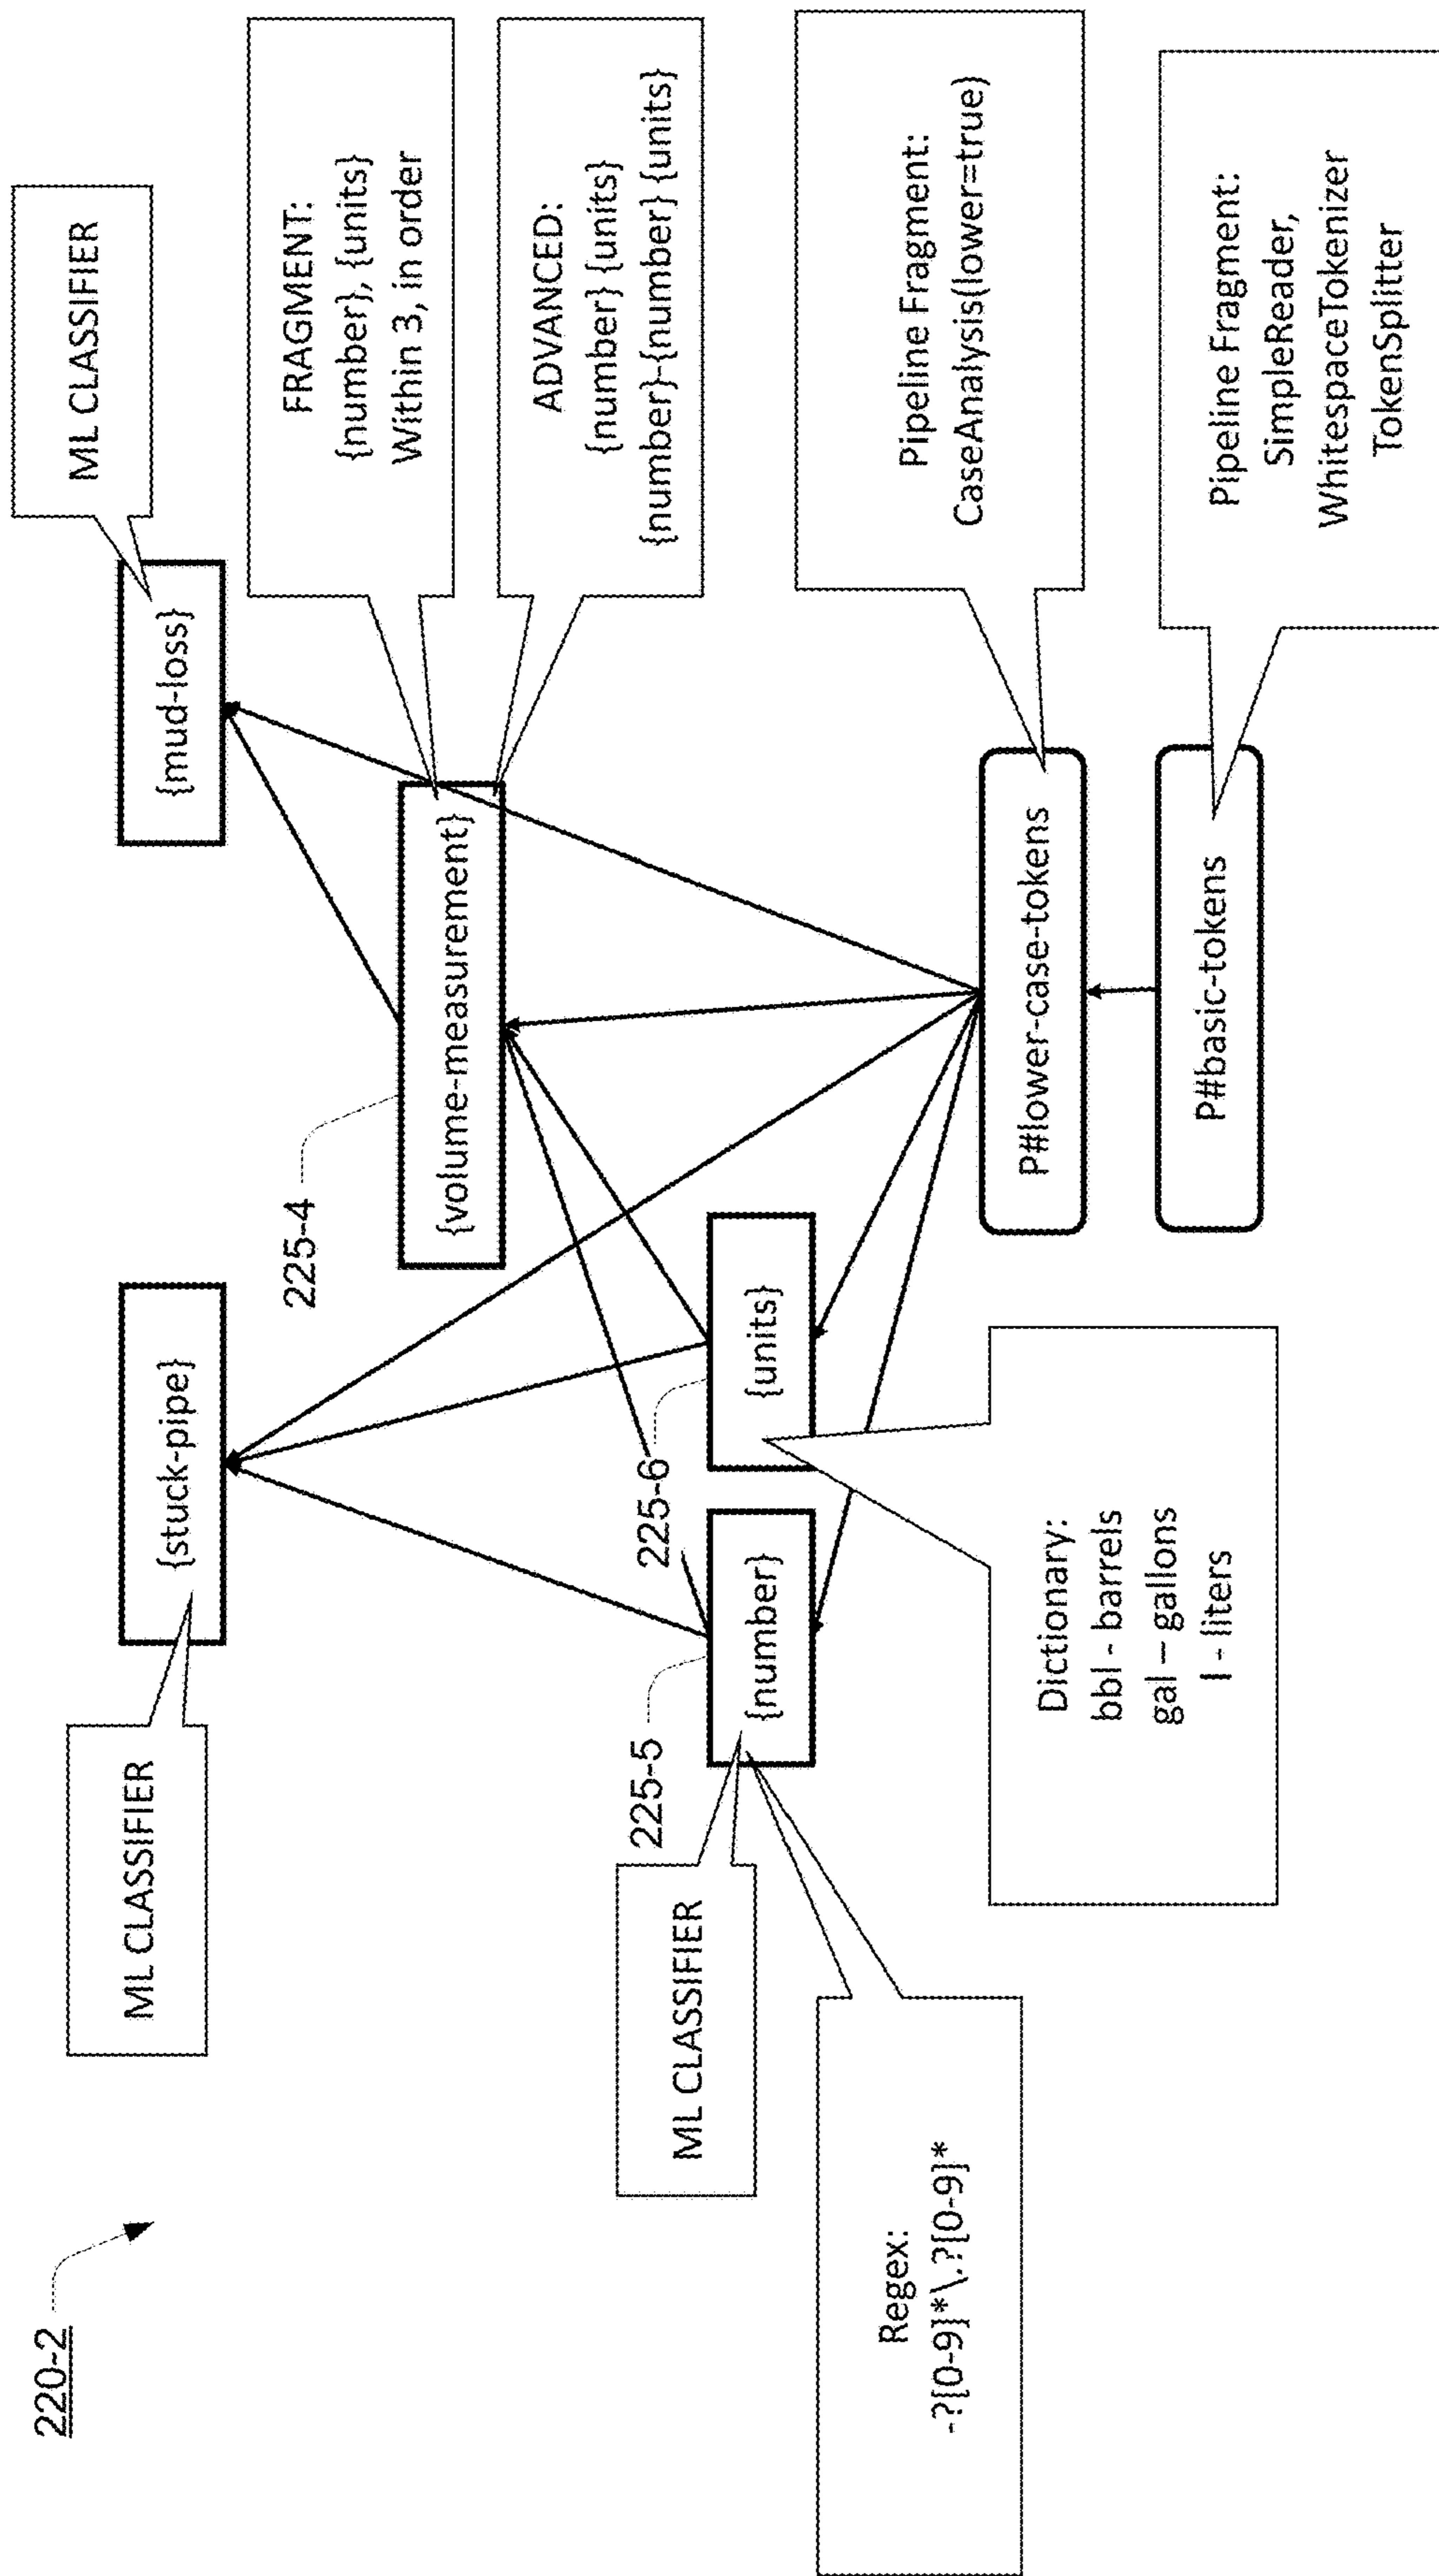 220-2
ML CLASSIFIER
{stuck-pipe}
{mud-loss}
ML CLASSIFIER
225-4
{volume-measurement}
FRAGMENT:
{number}, {units}
Within 3, in order
ADVANCED:
{number} {units}
{number}-{number} {units}
ML CLASSIFIER
225-5
{number}
225-6
{units}
Regex:
-?[0-9]*\.?[0-9]*
Dictionary:
bbl - barrels
gal – gallons
l - liters
P#lower-case-tokens
Pipeline Fragment:
CaseAnalysis(lower=true)
P#basic-tokens
Pipeline Fragment:
SimpleReader,
WhitespaceTokenizer
TokenSplitter